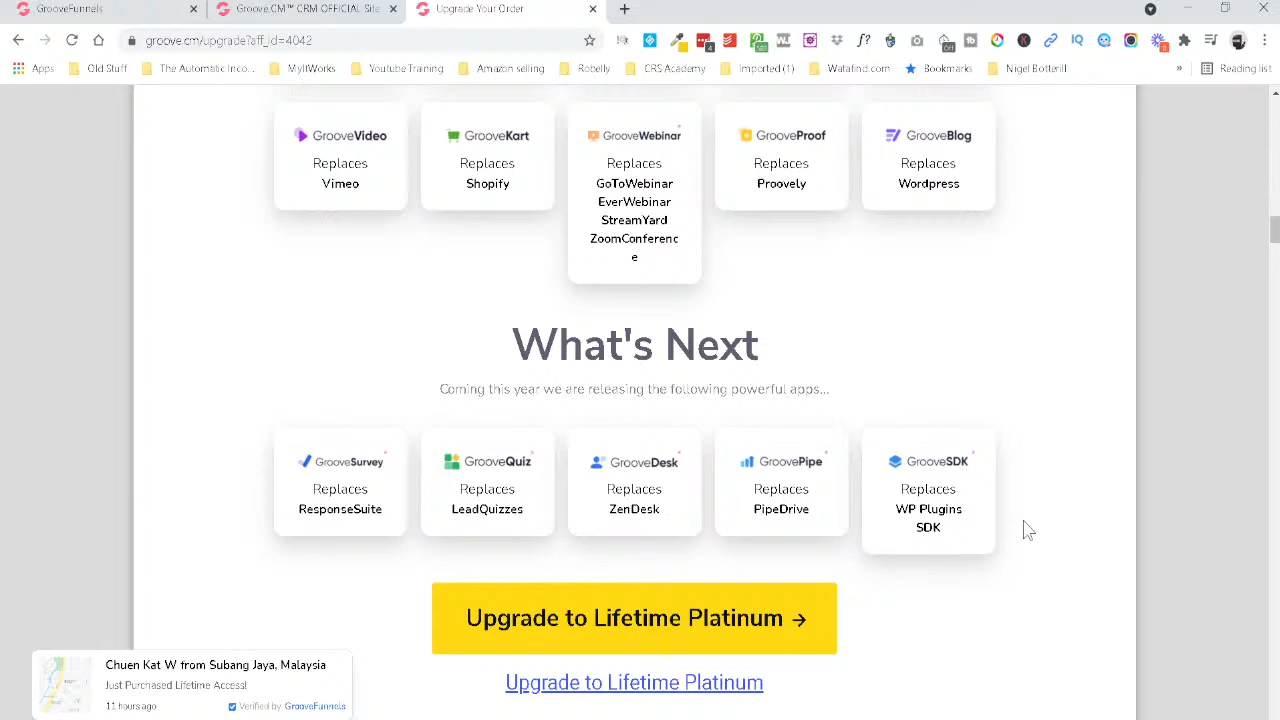 GrooveFunnels
Groove.CM™ CRM OFFICIAL Site
Upgrade Your Order
groove.cm/upgrade?aff_id=4042
Apps
Old Stuff
The Automatic Inco...
MyItWorks
Youtube Training
Amazon selling
Robelly
CRS Academy
Imported (1)
Watafind.com
Bookmarks
Nigel Botterill
»
Reading list
GrooveVideo
Replaces
Vimeo
GrooveKart
Replaces
Shopify
GrooveWebinar
Replaces
GoToWebinar
EverWebinar
StreamYard
ZoomConferenc
e
GrooveProof
Replaces
Proovely
GrooveBlog
Replaces
Wordpress
What's Next
Coming this year we are releasing the following powerful apps...
GrooveSurvey
Replaces
ResponseSuite
GrooveQuiz
Replaces
LeadQuizzes
GrooveDesk
Replaces
ZenDesk
GroovePipe
Replaces
PipeDrive
GrooveSDK
Replaces
WP Plugins
SDK
Upgrade to Lifetime Platinum →
Upgrade to Lifetime Platinum
Chuen Kat W from Subang Jaya, Malaysia
Just Purchased Lifetime Access!
11 hours ago
Verified by GrooveFunnels